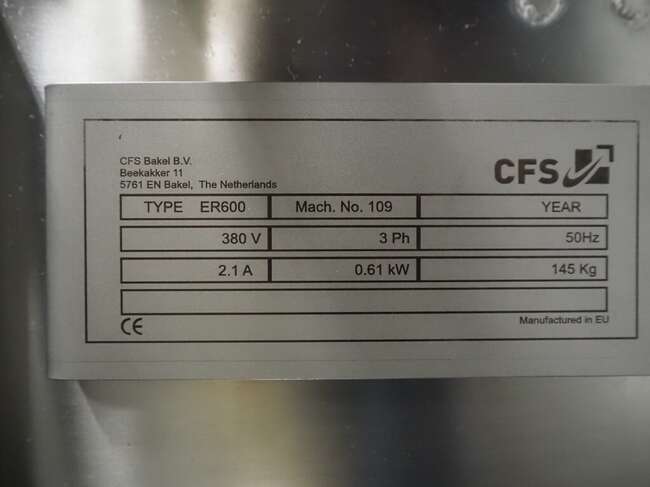 CFS Bakel B.V.
Beekakker 11
5761 EN Bakel, The Netherlands
CFS
TYPE ER600 Mach. No. 109 YEAR
380 V 3 Ph 50Hz
2.1 A 0.61 kW 145 Kg
CE Manufactured in EU